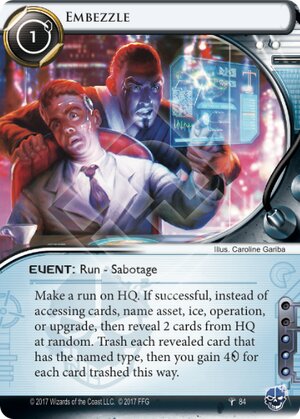 EMBEZZLE
1
Illus. Caroline Gariba
EVENT: Run - Sabotage
Make a run on HQ. If successful, instead of
accessing cards, name asset, ice, operation,
or upgrade, then reveal 2 cards from HQ
at random. Trash each revealed card that
has the named type, then you gain 4 for
each card trashed this way.
© 2017 Wizards of the Coast LLC. © 2017 FFG
84